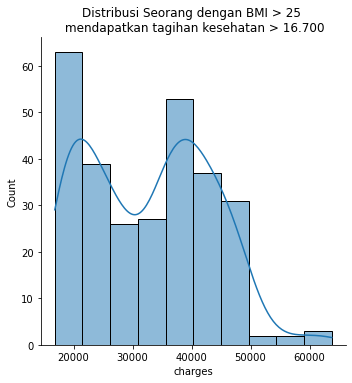 Distribusi Seorang dengan BMI > 25
mendapatkan tagihan kesehatan > 16.700
60
50
40
30
20
10
0
Count
20000 30000 40000 50000 60000
charges